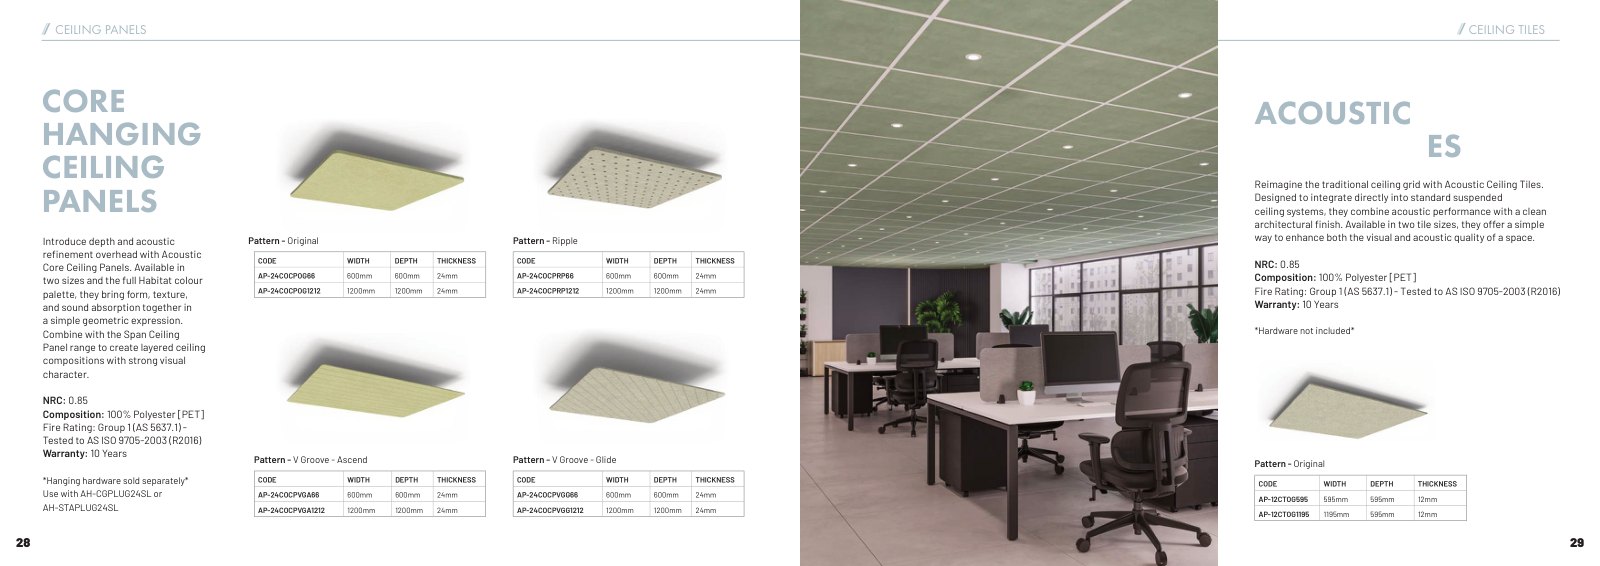 // CEILING PANELS
CORE
HANGING
CEILING
PANELS
Introduce depth and acoustic
refinement overhead with Acoustic
Core Ceiling Panels. Available in
two sizes and the full Habitat colour
palette, they bring form, texture,
and sound absorption together in
a simple geometric expression.
Combine with the Span Ceiling
Panel range to create layered ceiling
compositions with strong visual
character.
NRC: 0.85
Composition: 100% Polyester [PET]
Fire Rating: Group 1 (AS 5637.1) -
Tested to AS ISO 9705-2003 (R2016)
Warranty: 10 Years
*Hanging hardware sold separately*
Use with AH-CGPLUG24SL or
AH-STAPLUG24SL
28
Pattern - Original
CODE WIDTH DEPTH THICKNESS
AP-24COCPOG66 600mm 600mm 24mm
AP-24COCPOG1212 1200mm 1200mm 24mm
Pattern - Ripple
CODE WIDTH DEPTH THICKNESS
AP-24COCPRP66 600mm 600mm 24mm
AP-24COCPRP1212 1200mm 1200mm 24mm
Pattern - V Groove - Ascend
CODE WIDTH DEPTH THICKNESS
AP-24COCPVGA66 600mm 600mm 24mm
AP-24COCPVGA1212 1200mm 1200mm 24mm
Pattern - V Groove - Glide
CODE WIDTH DEPTH THICKNESS
AP-24COCPVGG66 600mm 600mm 24mm
AP-24COCPVGG1212 1200mm 1200mm 24mm
// CEILING TILES
ACOUSTIC
ES
Reimagine the traditional ceiling grid with Acoustic Ceiling Tiles.
Designed to integrate directly into standard suspended
ceiling systems, they combine acoustic performance with a clean
architectural finish. Available in two tile sizes, they offer a simple
way to enhance both the visual and acoustic quality of a space.
NRC: 0.85
Composition: 100% Polyester [PET]
Fire Rating: Group 1 (AS 5637.1) - Tested to AS ISO 9705-2003 (R2016)
Warranty: 10 Years
*Hardware not included*
Pattern - Original
CODE WIDTH DEPTH THICKNESS
AP-12CTOG595 595mm 595mm 12mm
AP-12CTOG1195 1195mm 595mm 12mm
29